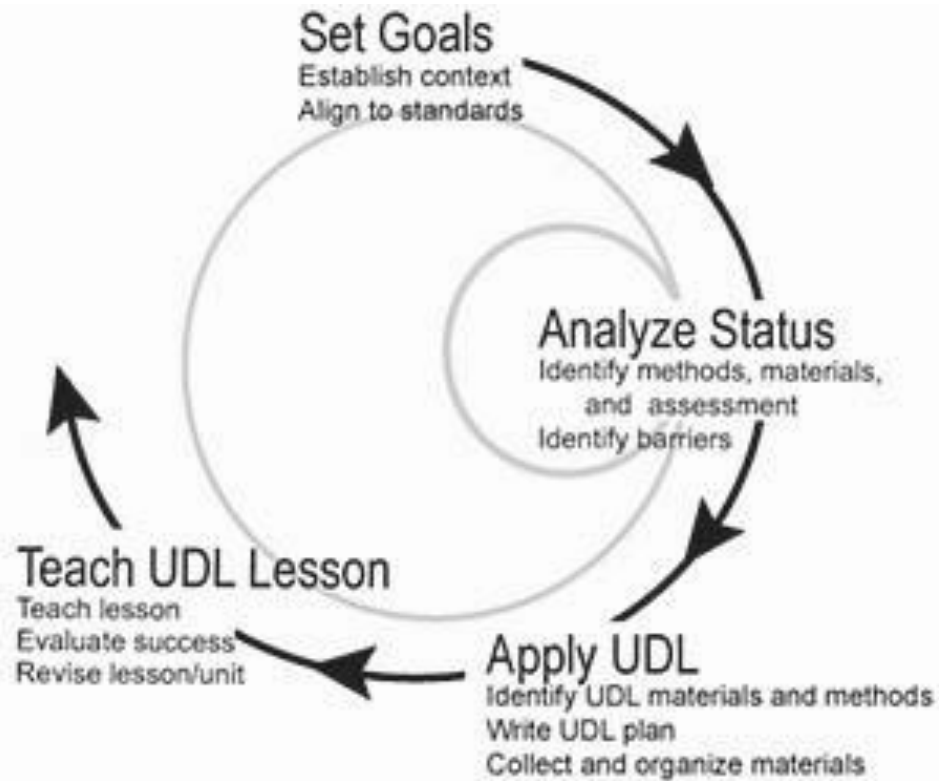 Set Goals
Establish context
Align to standards
Analyze Status
Identify methods, materials,
and assessment
Identify barriers
Apply UDL
Identify UDL materials and methods
Write UDL plan
Collect and organize materials
Teach UDL Lesson
Teach lesson
Evaluate success
Revise lesson/unit